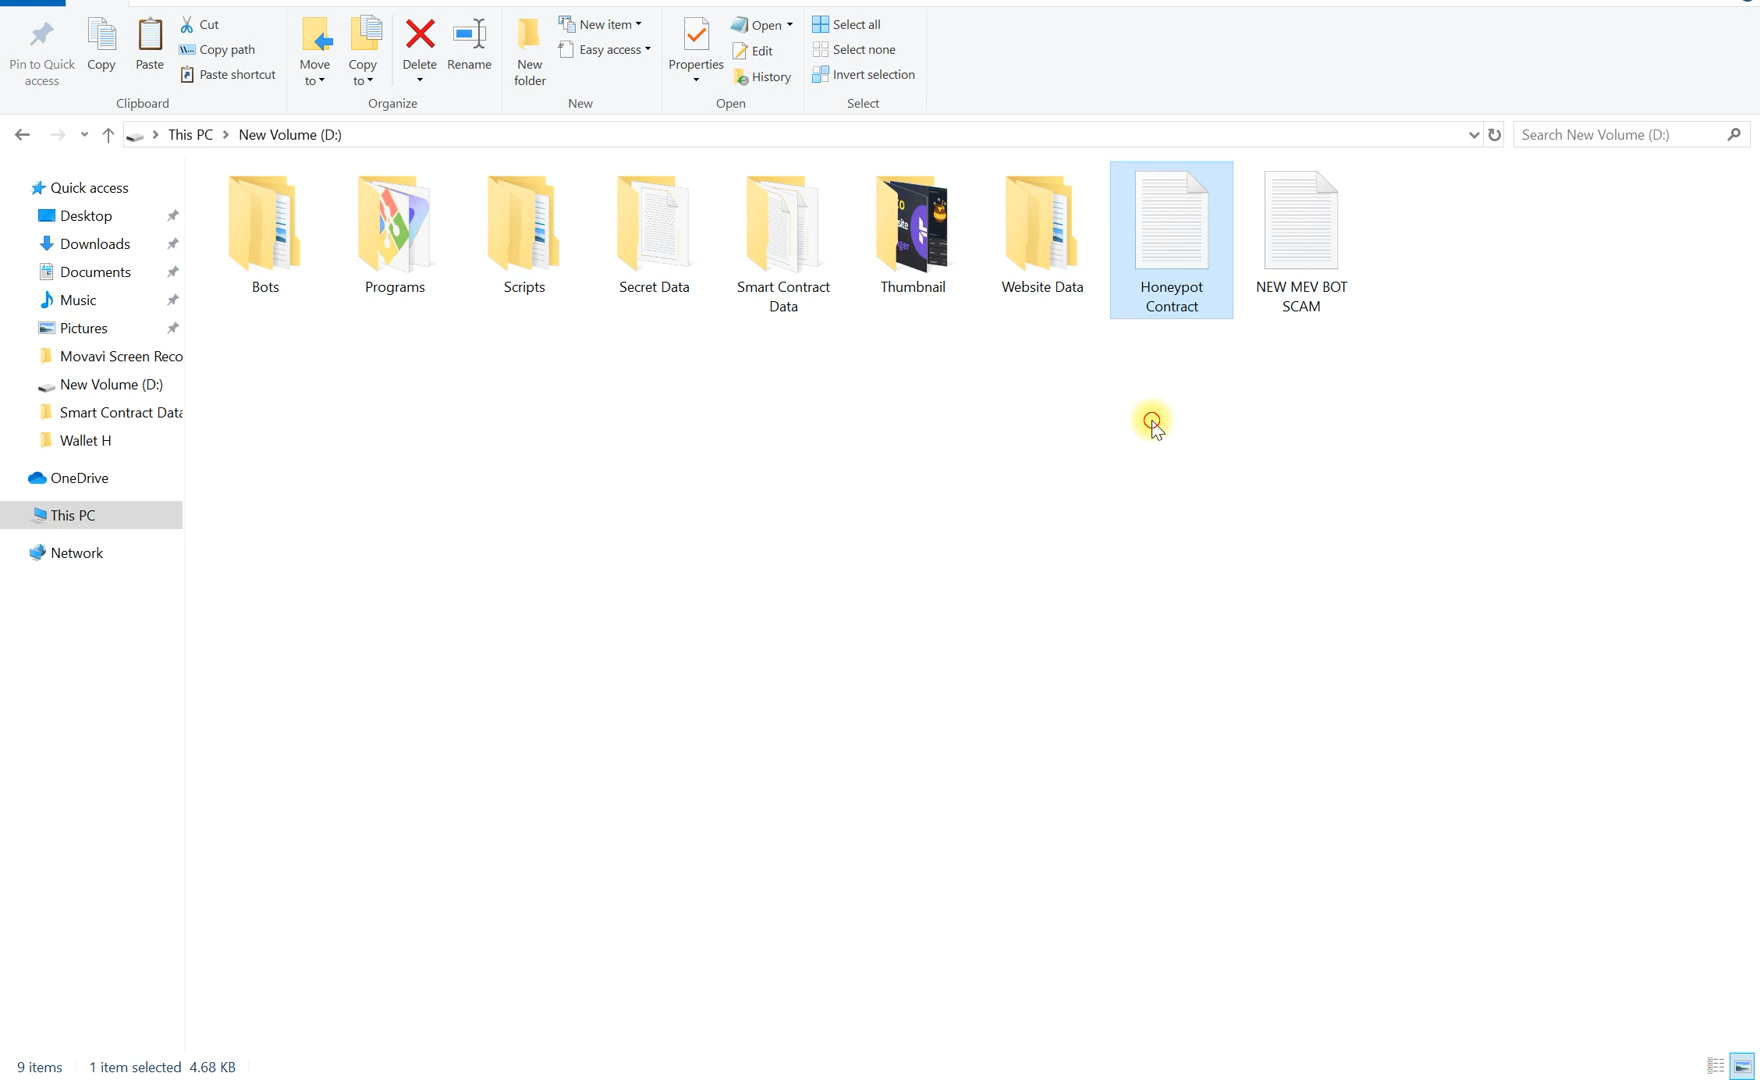 Pin to Quick
access
Copy
Paste
Cut
Copy path
Paste shortcut
Clipboard
Move
to
Copy
to
Delete
Rename
Organize
New
folder
New item
Easy access
New
Properties
Open
Edit
History
Open
Select all
Select none
Invert selection
Select
This PC > New Volume (D:)
Search New Volume (D:)
Quick access
Desktop
Downloads
Documents
Music
Pictures
Movavi Screen Reco
New Volume (D:)
Smart Contract Data
Wallet H
OneDrive
This PC
Network
Bots
Programs
Scripts
Secret Data
Smart Contract
Data
Thumbnail
Website Data
Honeypot
Contract
NEW MEV BOT
SCAM
9 items
1 item selected 4.68 KB